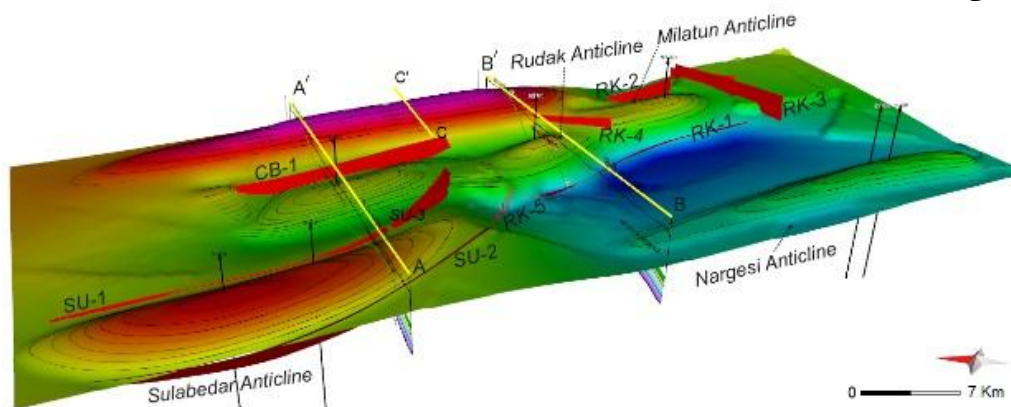 Milatun Anticline
Rudak Anticline
A'
C'
B'
RK-2
RK-3
RK-4
RK-1
C
CB-1
SU-3
RK-5
B
A
SU-2
Nargesi Anticline
SU-1
Sulabedar Anticline
0
7 Km